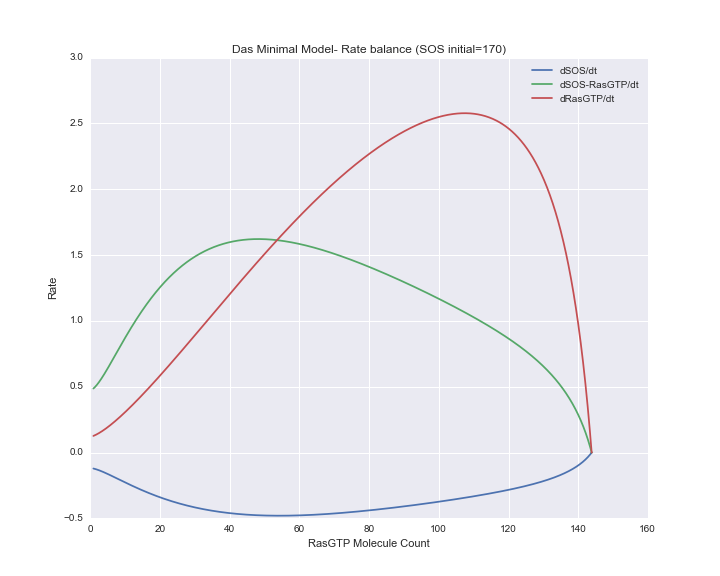 Das Minimal Model- Rate balance (SOS initial=170)
dSOS/dt
dSOS-RasGTP/dt
dRasGTP/dt
3.0
2.5
2.0
1.5
1.0
0.5
0.0
−0.5
Rate
0 20 40 60 80 100 120 140 160
RasGTP Molecule Count